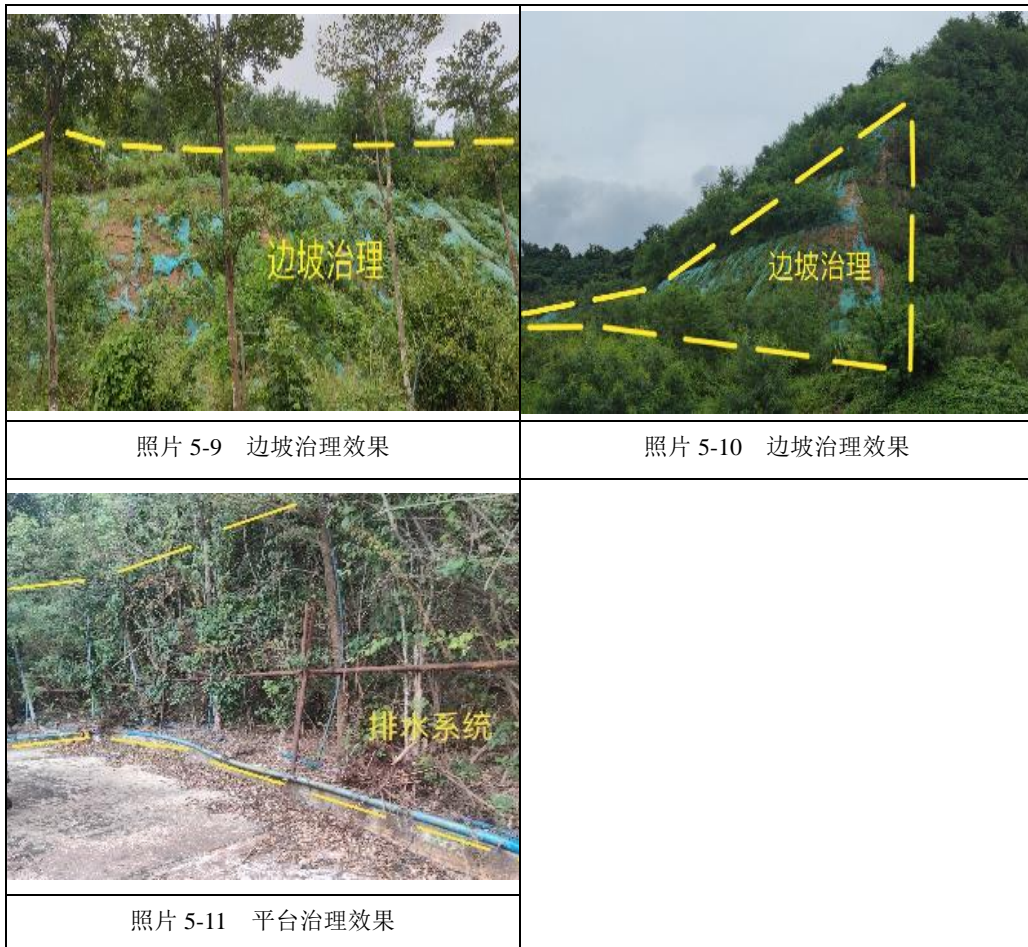 边坡治理
边坡治理
照片 5-9 边坡治理效果
照片 5-10 边坡治理效果
排水系统
照片 5-11 平台治理效果